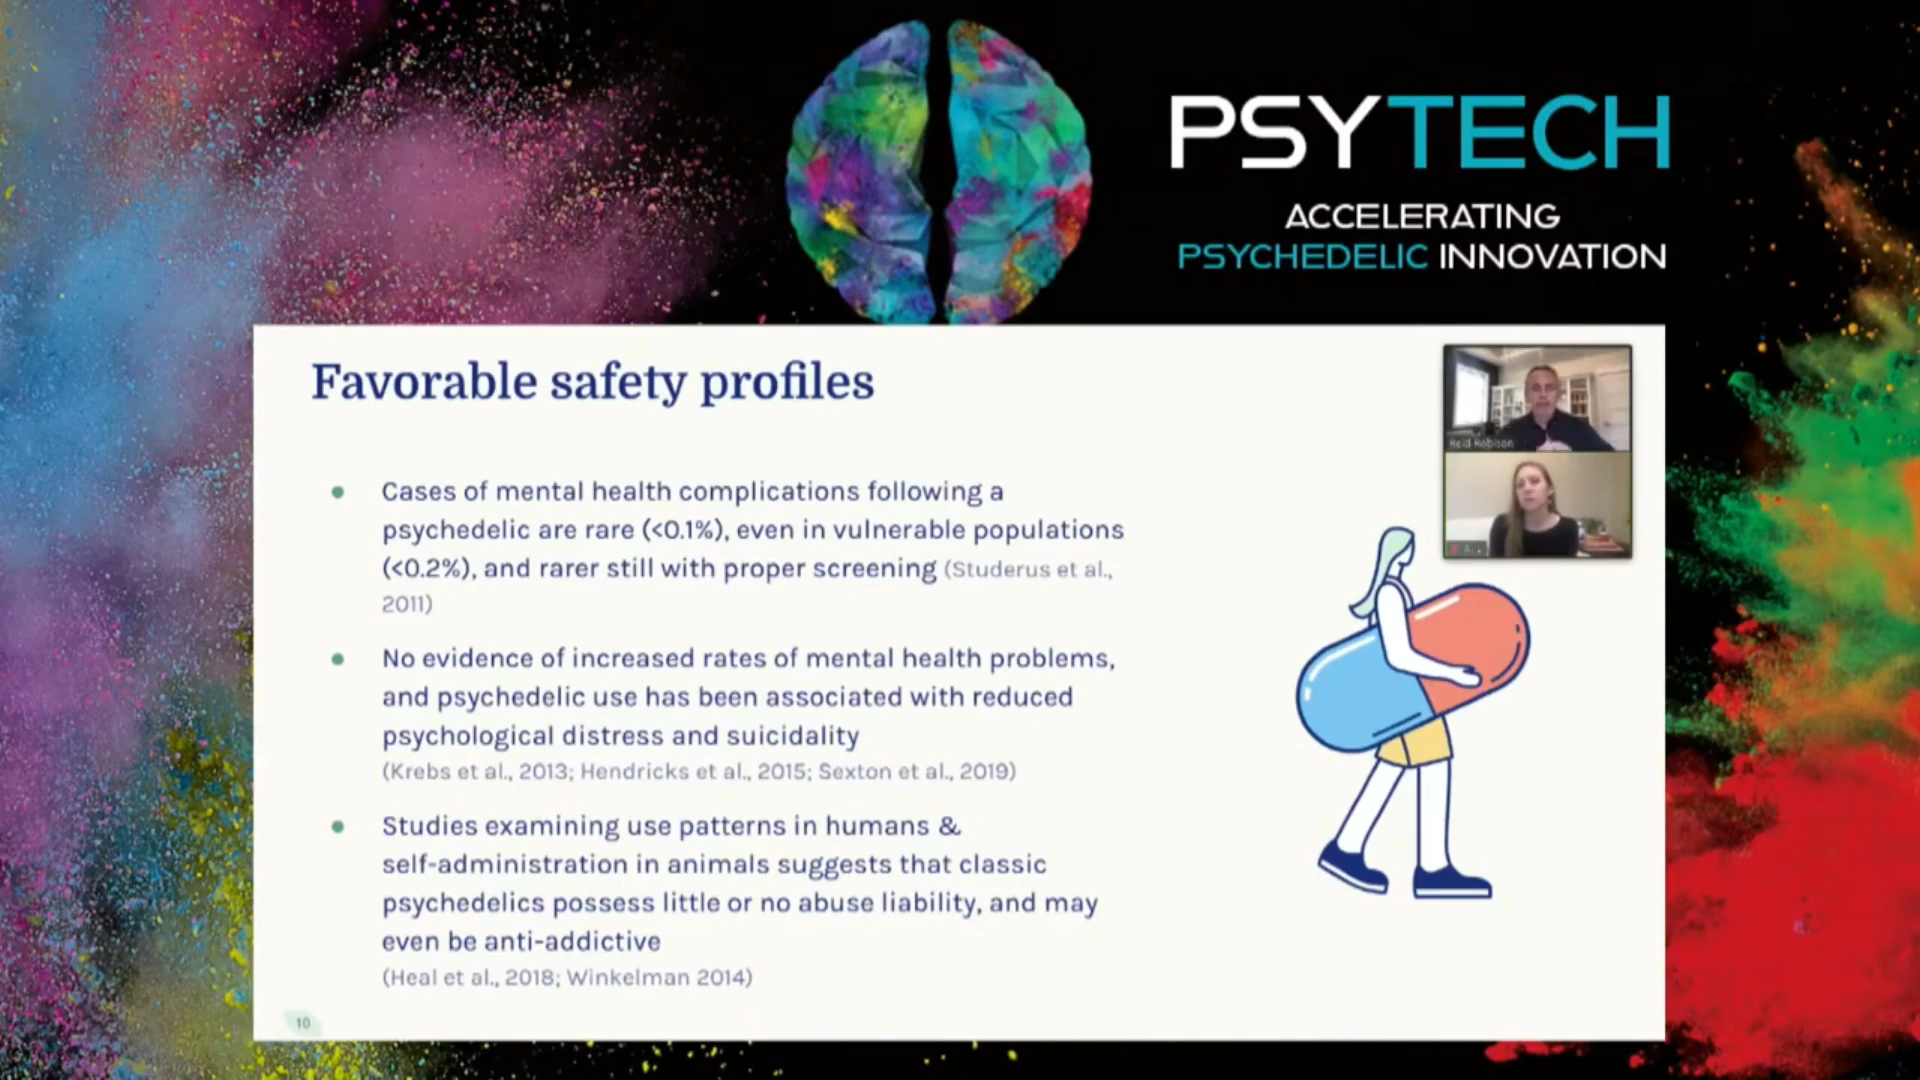 PSYTECH
ACCELERATING
PSYCHEDELIC INNOVATION
Favorable safety profiles
Reid Robison
Cases of mental health complications following a
psychedelic are rare (<0.1%), even in vulnerable populations
(<0.2%), and rarer still with proper screening (Studerus et al.,
2011)
No evidence of increased rates of mental health problems,
and psychedelic use has been associated with reduced
psychological distress and suicidality
(Krebs et al., 2013; Hendricks et al., 2015; Sexton et al., 2019)
Studies examining use patterns in humans &
self-administration in animals suggests that classic
psychedelics possess little or no abuse liability, and may
even be anti-addictive
(Heal et al., 2018; Winkelman 2014)
10